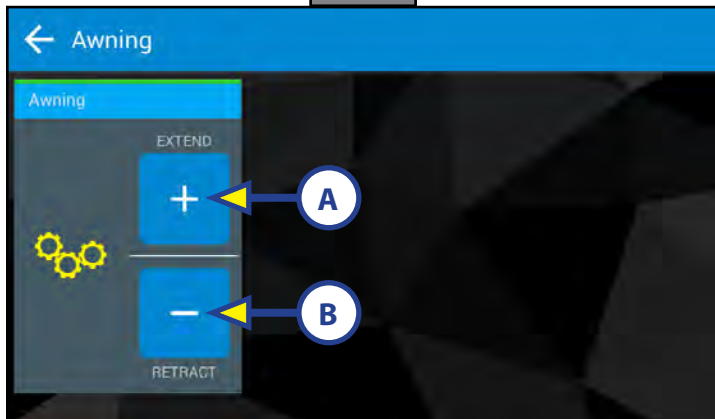 Awning
Awning
EXTEND
+
A
−
B
RETRACT